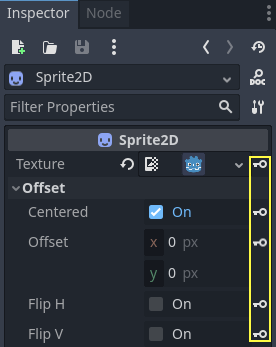 Inspector Node
Sprite2D
DOC
Filter Properties
Sprite2D
Texture
Offset
Centered On
Offset x 0 px
y 0 px
Flip H On
Flip V On